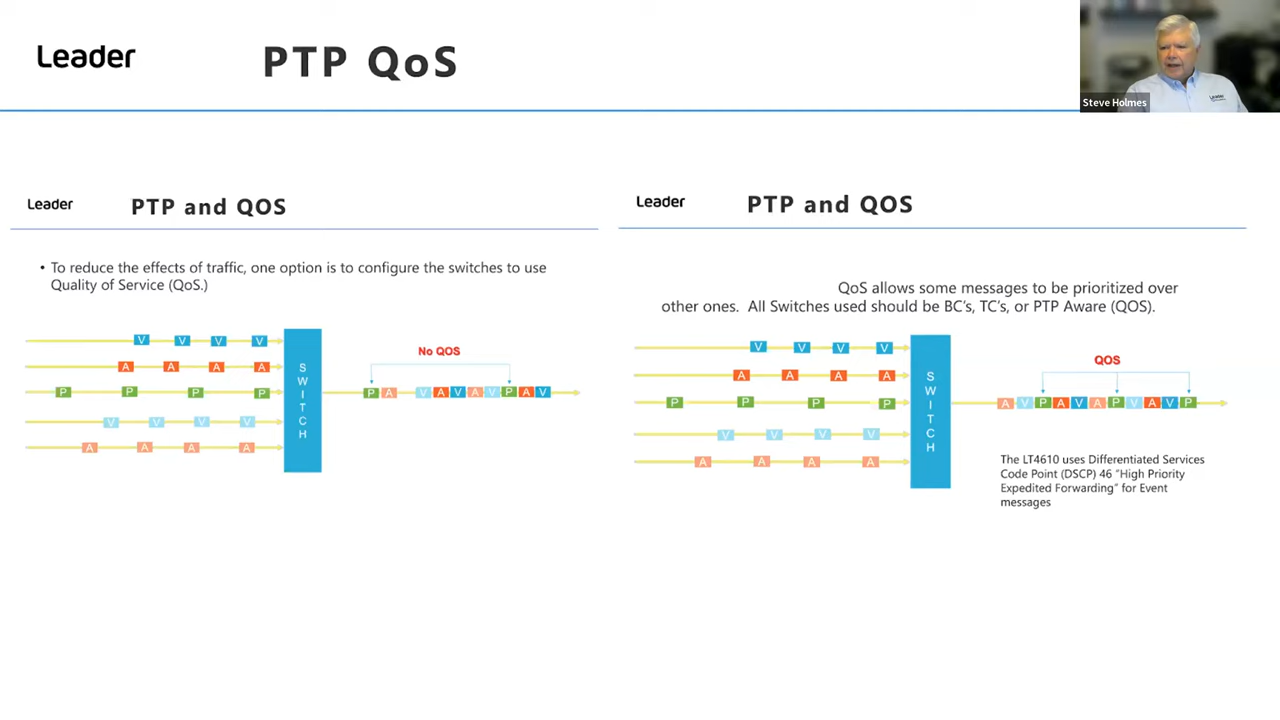 Leader
PTP QoS
Steve Holmes
Leader
PTP and QOS
• To reduce the effects of traffic, one option is to configure the switches to use
Quality of Service (QoS.)
V V V V
A A A A
P P P P
V V V V
A A A A
SWITCH
No QOS
P A V A V A V P A V
Leader
PTP and QOS
QoS allows some messages to be prioritized over
other ones. All Switches used should be BC's, TC's, or PTP Aware (QOS).
V V V V
A A A A
P P P P
V V V V
A A A A
SWITCH
QOS
A V P A V A P V A V P
The LT4610 uses Differentiated Services
Code Point (DSCP) 46 “High Priority
Expedited Forwarding” for Event
messages